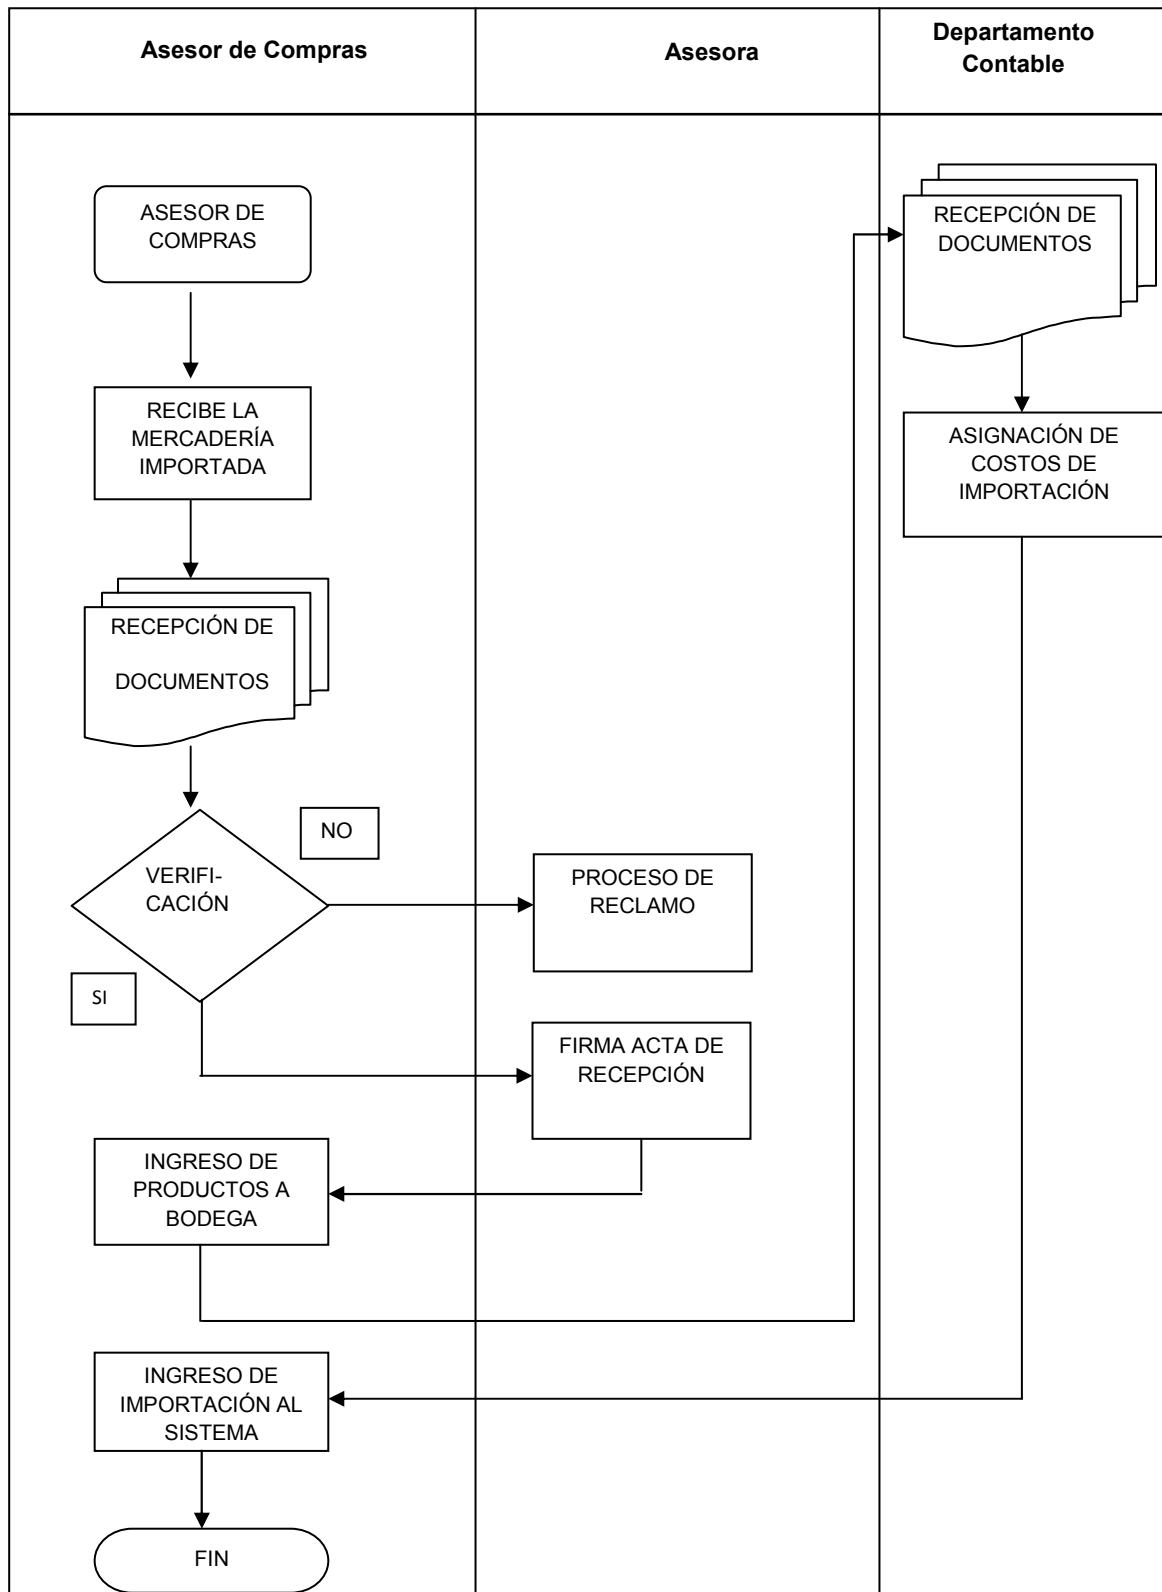 Asesor de Compras
Asesora
Departamento
Contable
ASESOR DE
COMPRAS
RECIBE LA
MERCADERÍA
IMPORTADA
RECEPCIÓN DE
DOCUMENTOS
VERIFI-
CACIÓN
NO
SI
PROCESO DE
RECLAMO
FIRMA ACTA DE
RECEPCIÓN
INGRESO DE
PRODUCTOS A
BODEGA
RECEPCIÓN DE
DOCUMENTOS
ASIGNACIÓN DE
COSTOS DE
IMPORTACIÓN
INGRESO DE
IMPORTACIÓN AL
SISTEMA
FIN